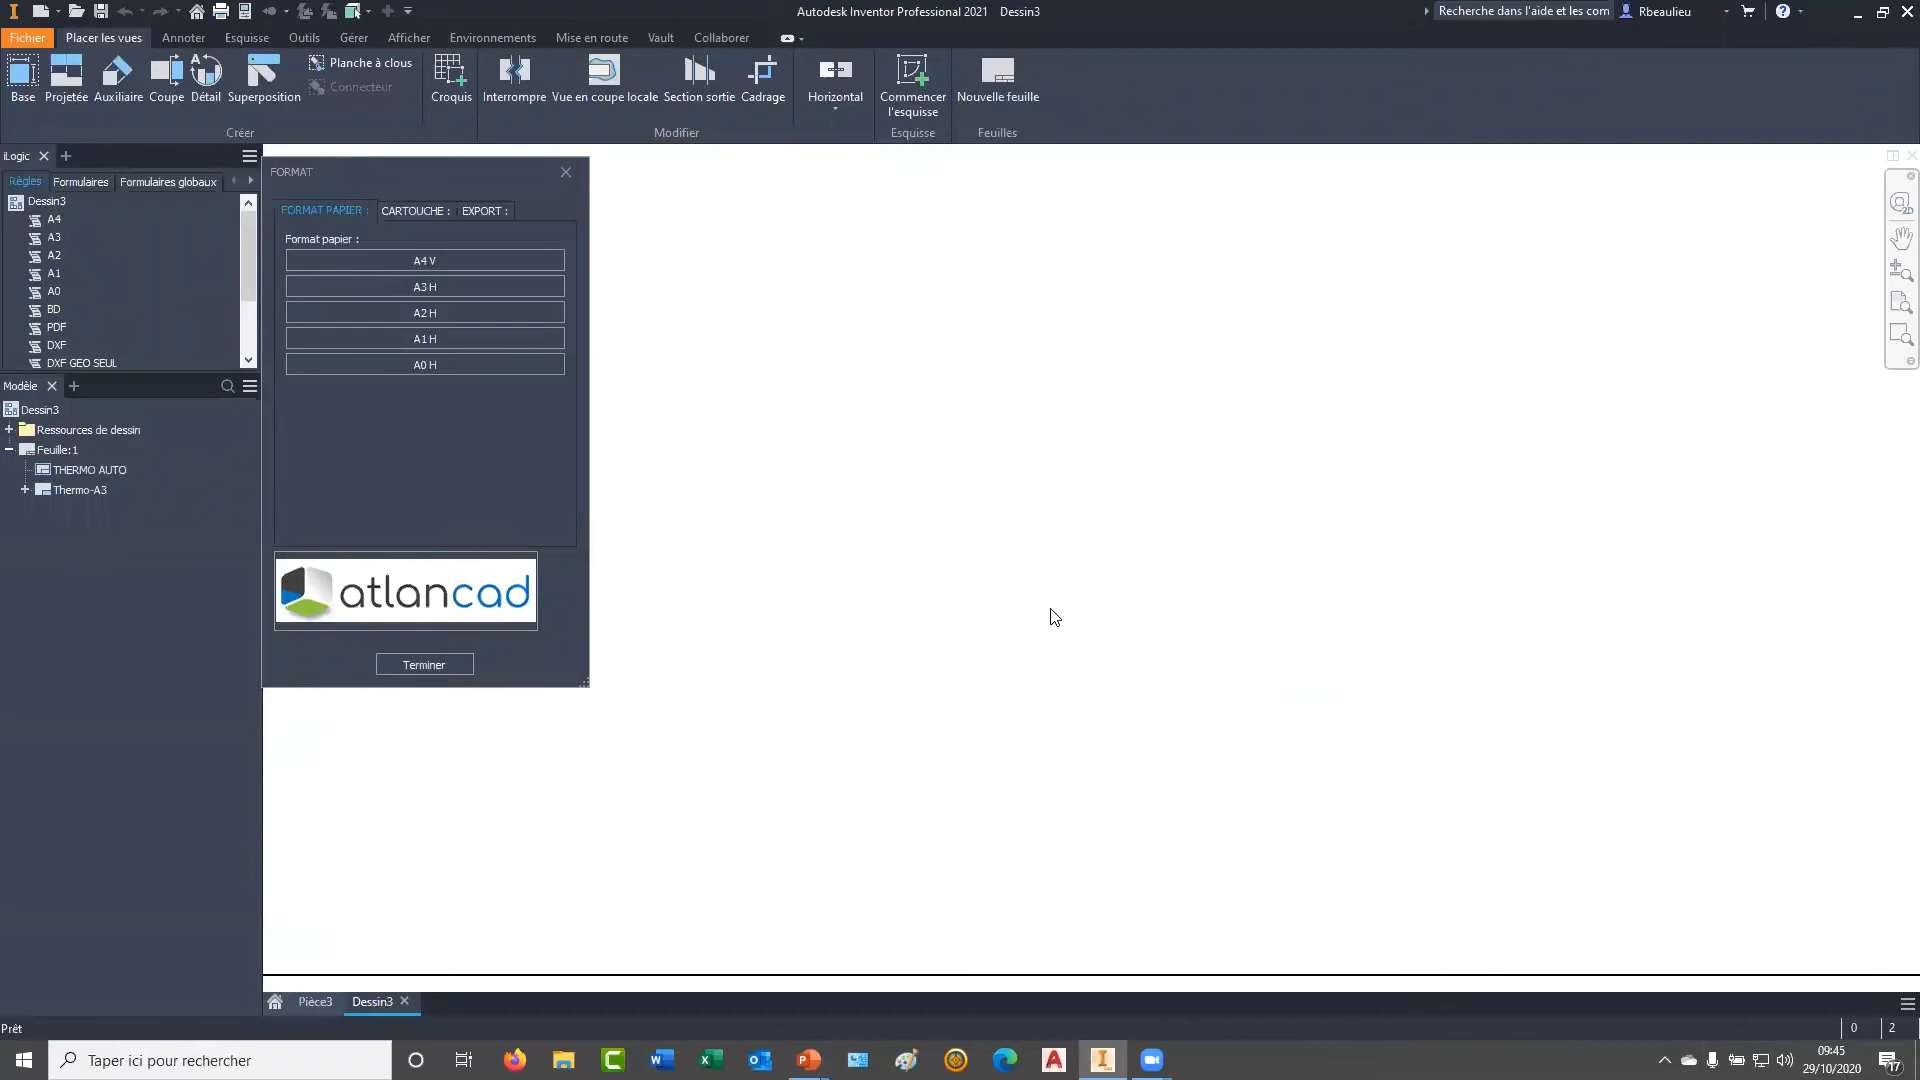 Autodesk Inventor Professional 2021 Dessin3
Recherche dans l'aide et les com
Rbeaulieu
Fichier Placer les vues Annoter Esquisse Outils Gérer Afficher Environnements Mise en route Vault Collaborer
Base Projetée Auxiliaire Coupe Détail Superposition
Planche à clous
Connecteur
Croquis Interrompre Vue en coupe locale Section sortie Cadrage Horizontal
Commencer l'esquisse
Nouvelle feuille
Créer Modifier Esquisse Feuilles
iLogic
Règles Formulaires Formulaires globaux
Dessin3
A4
A3
A2
A1
A0
BD
PDF
DXF
DXF GEO SEUL
Modèle
Dessin3
Ressources de dessin
Feuille:1
THERMO AUTO
Thermo-A3
FORMAT
FORMAT PAPIER : CARTOUCHE : EXPORT :
Format papier :
A4 V
A3 H
A2 H
A1 H
A0 H
atlancad
Terminer
2D
Pièce3 Dessin3
Prêt
0 2
Taper ici pour rechercher
09:45
29/10/2020
17